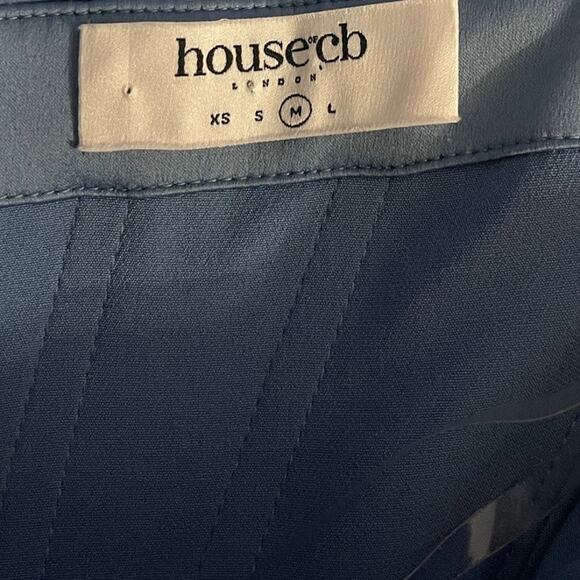 house OF cb
LONDON
XS S M L